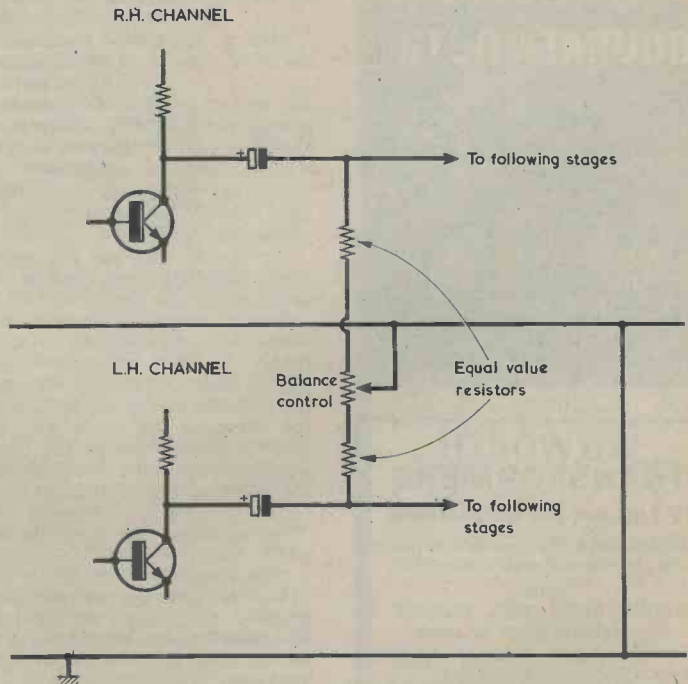 R.H. CHANNEL
+
To following stages
L.H. CHANNEL
Balance
control
Equal value
resistors
+
To following
stages